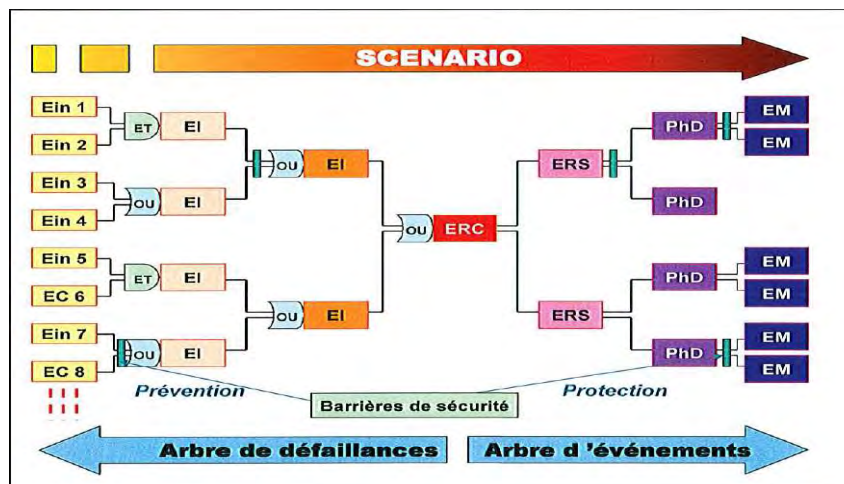 SCENARIO
Ein 1
Ein 2
Ein 3
Ein 4
Ein 5
EC 6
Ein 7
EC 8
ET
OU
ET
OU
EI
EI
EI
EI
OU
EI
OU
EI
OU
ERC
ERS
ERS
PhD
PhD
PhD
PhD
EM
EM
EM
EM
EM
EM
Prévention
Barrières de sécurité
Protection
Arbre de défaillances
Arbre d 'événements